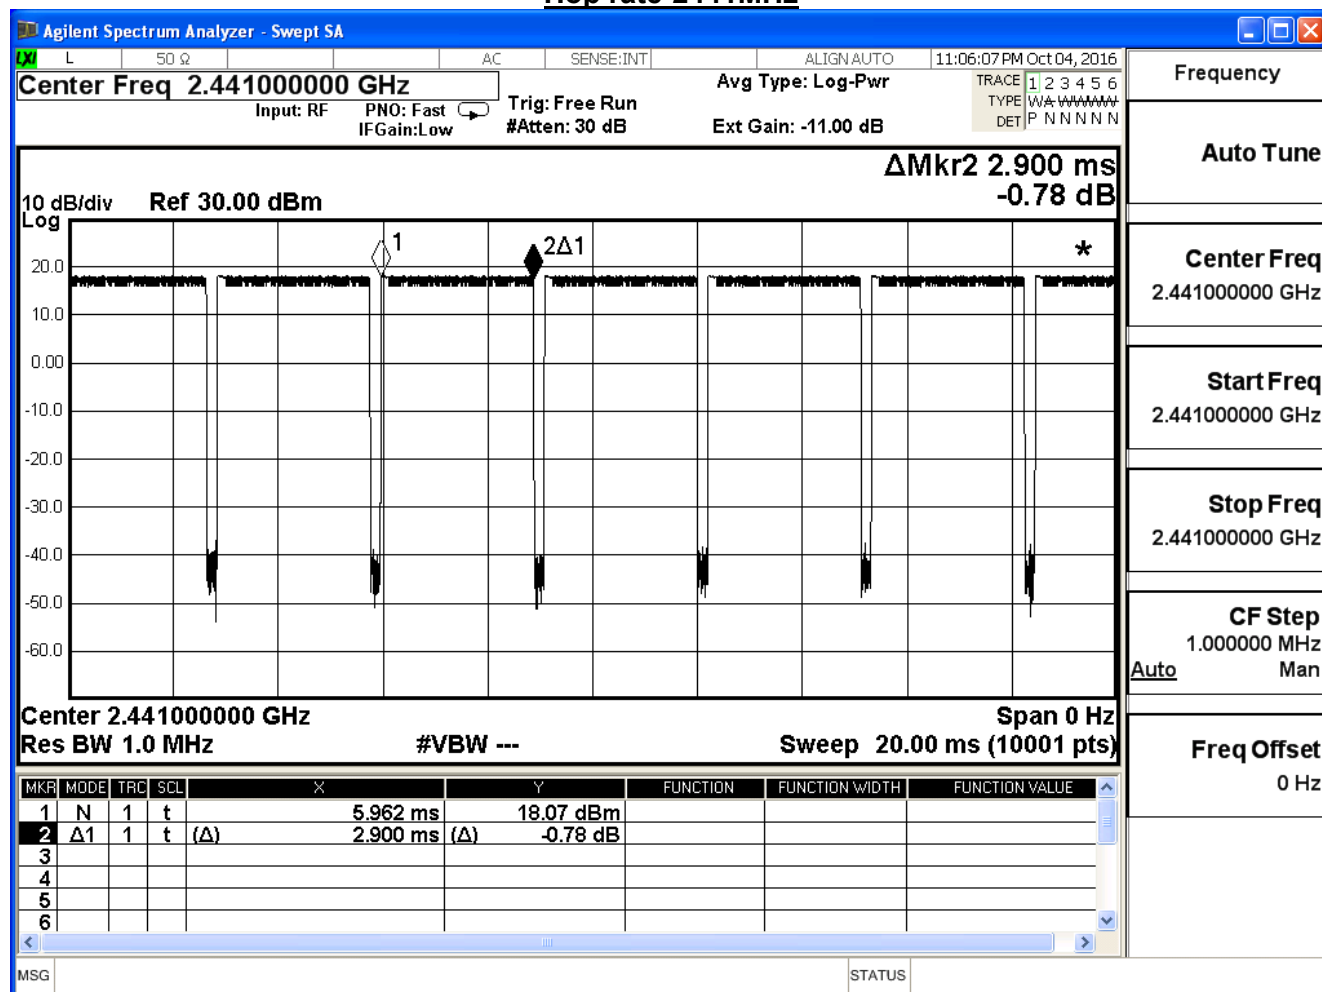 Hop rate 2441MHz
Agilent Spectrum Analyzer - Swept SA
LXI L 50 Ω AC SENSE:INT ALIGN AUTO 11:06:07 PM Oct 04, 2016
Center Freq 2.441000000 GHz
Input: RF PNO: Fast IFGain:Low
Trig: Free Run
#Atten: 30 dB
Avg Type: Log-Pwr
Ext Gain: -11.00 dB
TRACE 1 2 3 4 5 6
TYPE
DET P N N N N N
ΔMkr2 2.900 ms
-0.78 dB
10 dB/div Ref 30.00 dBm
Log
1
2Δ1
*
20.0
10.0
0.00
-10.0
-20.0
-30.0
-40.0
-50.0
-60.0
Center 2.441000000 GHz Span 0 Hz
Res BW 1.0 MHz #VBW --- Sweep 20.00 ms (10001 pts)
MKR MODE TRC SCL X Y FUNCTION FUNCTION WIDTH FUNCTION VALUE
1 N 1 t 5.962 ms 18.07 dBm
2 Δ1 1 t (Δ) 2.900 ms (Δ) -0.78 dB
3
4
5
6
MSG STATUS
Frequency
Auto Tune
Center Freq
2.441000000 GHz
Start Freq
2.441000000 GHz
Stop Freq
2.441000000 GHz
CF Step
1.000000 MHz
Auto Man
Freq Offset
0 Hz